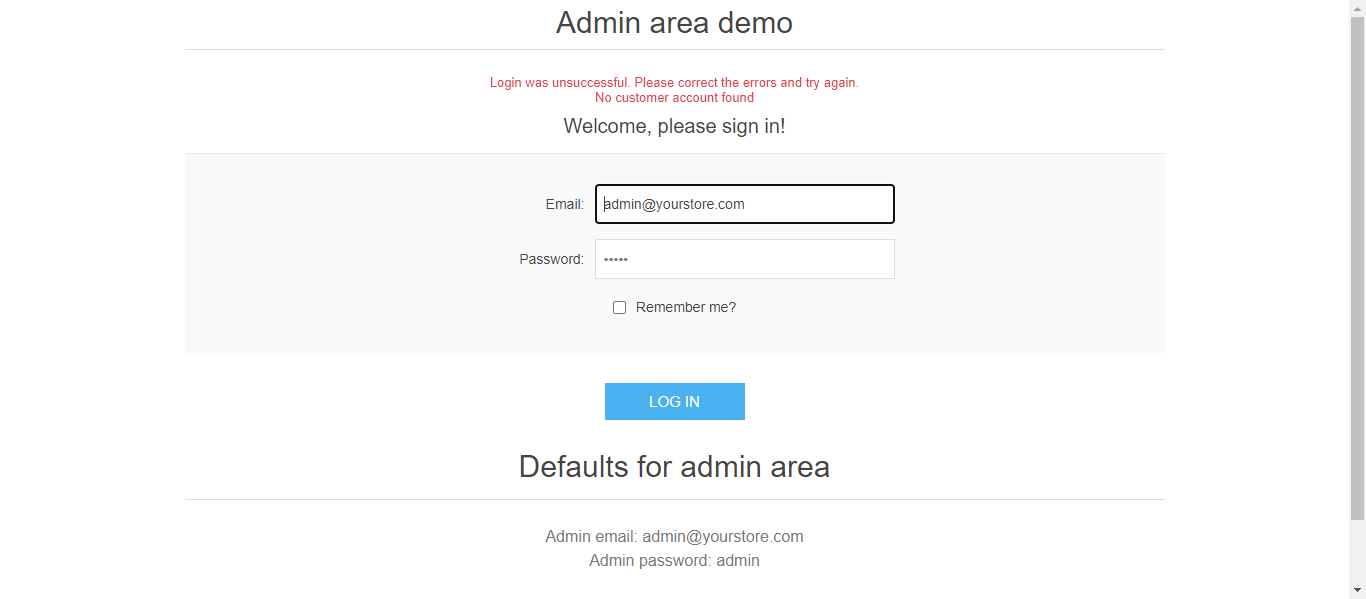 Admin area demo
Login was unsuccessful. Please correct the errors and try again.
No customer account found
Welcome, please sign in!
Email: admin@yourstore.com
Password: •••••
Remember me?
LOG IN
Defaults for admin area
Admin email: admin@yourstore.com
Admin password: admin